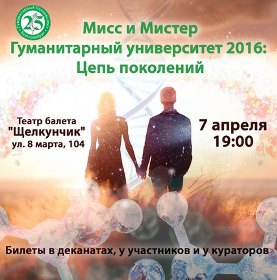 25
Мисс и Мистер
Гуманитарный университет 2016:
Цепь поколений
Театр балета
"Щелкунчик"
ул. 8 марта, 104
7 апреля
19:00
Билеты в деканатах, у участников и у кураторов